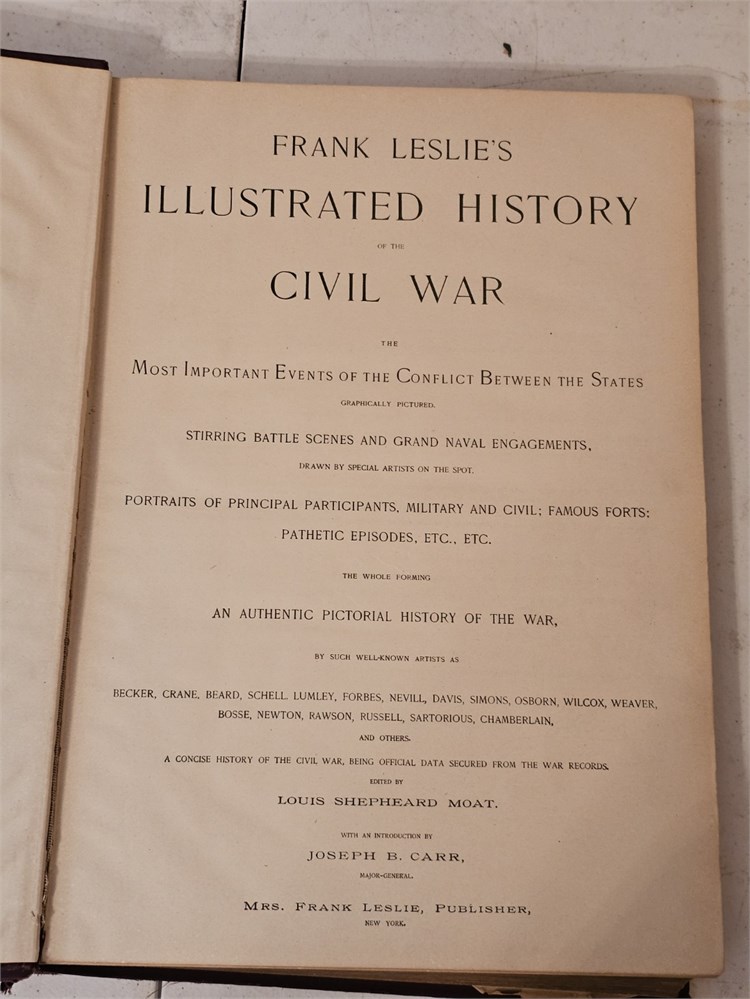 FRANK LESLIE'S
ILLUSTRATED HISTORY
OF THE
CIVIL WAR
THE
MOST IMPORTANT EVENTS OF THE CONFLICT BETWEEN THE STATES
GRAPHICALLY PICTURED.
STIRRING BATTLE SCENES AND GRAND NAVAL ENGAGEMENTS,
DRAWN BY SPECIAL ARTISTS ON THE SPOT.
PORTRAITS OF PRINCIPAL PARTICIPANTS, MILITARY AND CIVIL; FAMOUS FORTS;
PATHETIC EPISODES, ETC., ETC.
THE WHOLE FORMING
AN AUTHENTIC PICTORIAL HISTORY OF THE WAR,
BY SUCH WELL-KNOWN ARTISTS AS
BECKER, CRANE, BEARD, SCHELL, LUMLEY, FORBES, NEVILL, DAVIS, SIMONS, OSBORN, WILCOX, WEAVER,
BOSSE, NEWTON, RAWSON, RUSSELL, SARTORIOUS, CHAMBERLAIN,
AND OTHERS.
A CONCISE HISTORY OF THE CIVIL WAR, BEING OFFICIAL DATA SECURED FROM THE WAR RECORDS.
EDITED BY
LOUIS SHEPHEARD MOAT.
WITH AN INTRODUCTION BY
JOSEPH B. CARR,
MAJOR-GENERAL.
MRS. FRANK LESLIE, PUBLISHER,
NEW YORK.